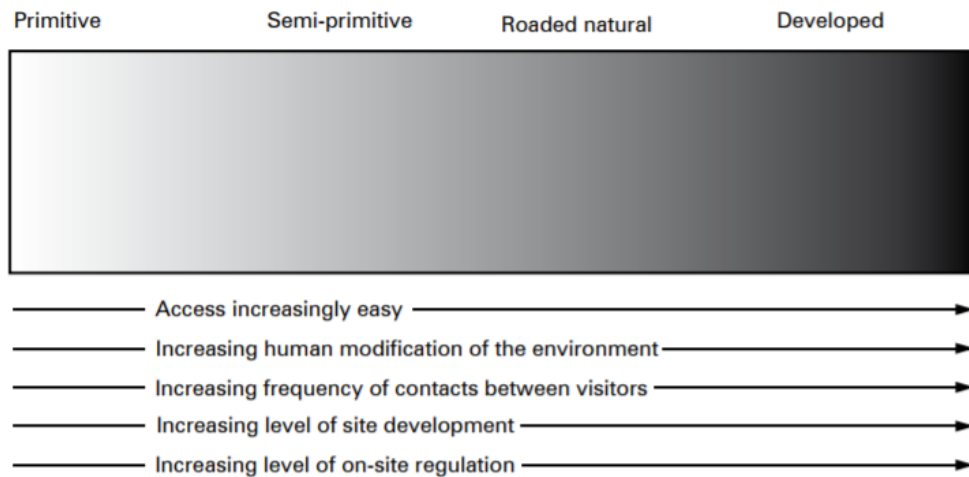 Primitive Semi-primitive Roaded natural Developed
Access increasingly easy
Increasing human modification of the environment
Increasing frequency of contacts between visitors
Increasing level of site development
Increasing level of on-site regulation